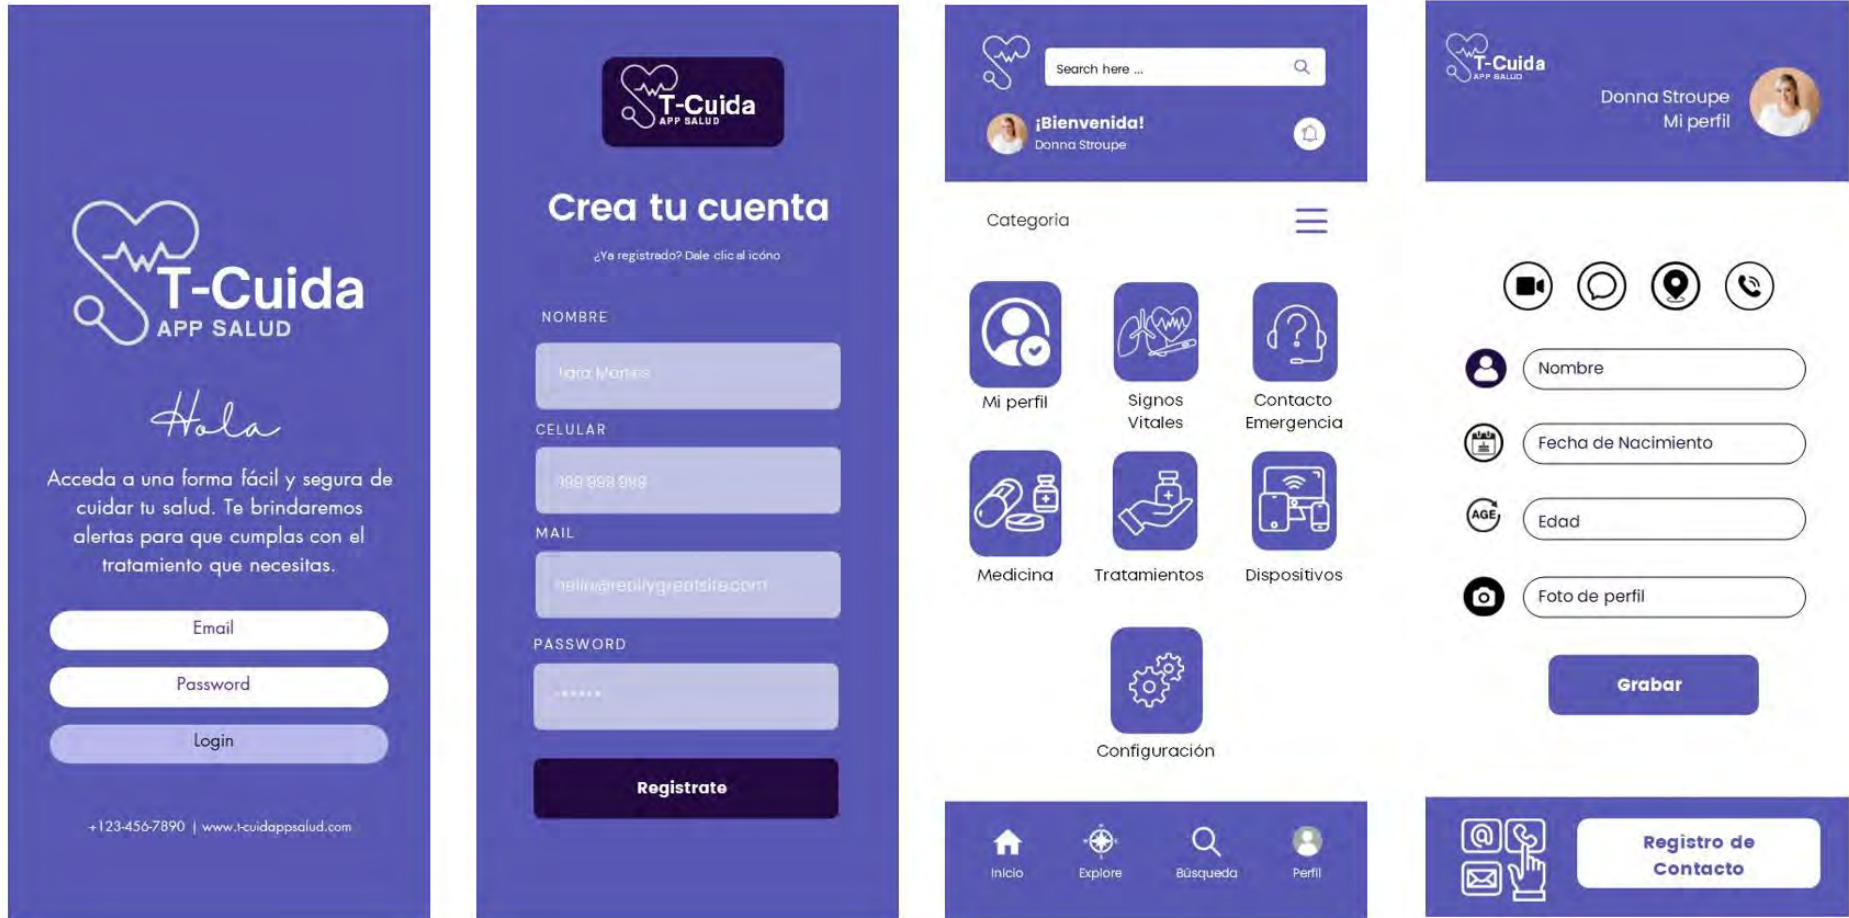 T-Cuida
APP SALUD
Hola
Acceda a una forma fácil y segura de
cuidar tu salud. Te brindaremos
alertas para que cumplas con el
tratamiento que necesitas.
Email
Password
Login
+123-456-7890 | www.t-cuidappsalud.com
T-Cuida
APP SALUD
Crea tu cuenta
¿Ya registrado? Dale clic al icóno
NOMBRE
CELULAR
MAIL
hello@reallygreatsite.com
PASSWORD
Registrate
Search here ...
¡Bienvenida!
Donna Stroupe
Categoria
Mi perfil
Signos
Vitales
Contacto
Emergencia
Medicina
Tratamientos
Dispositivos
Configuración
Inicio
Explore
Búsqueda
Perfil
T-Cuida
APP SALUD
Donna Stroupe
Mi perfil
Nombre
Fecha de Nacimiento
AGE
Edad
Foto de perfil
Grabar
@
Registro de
Contacto